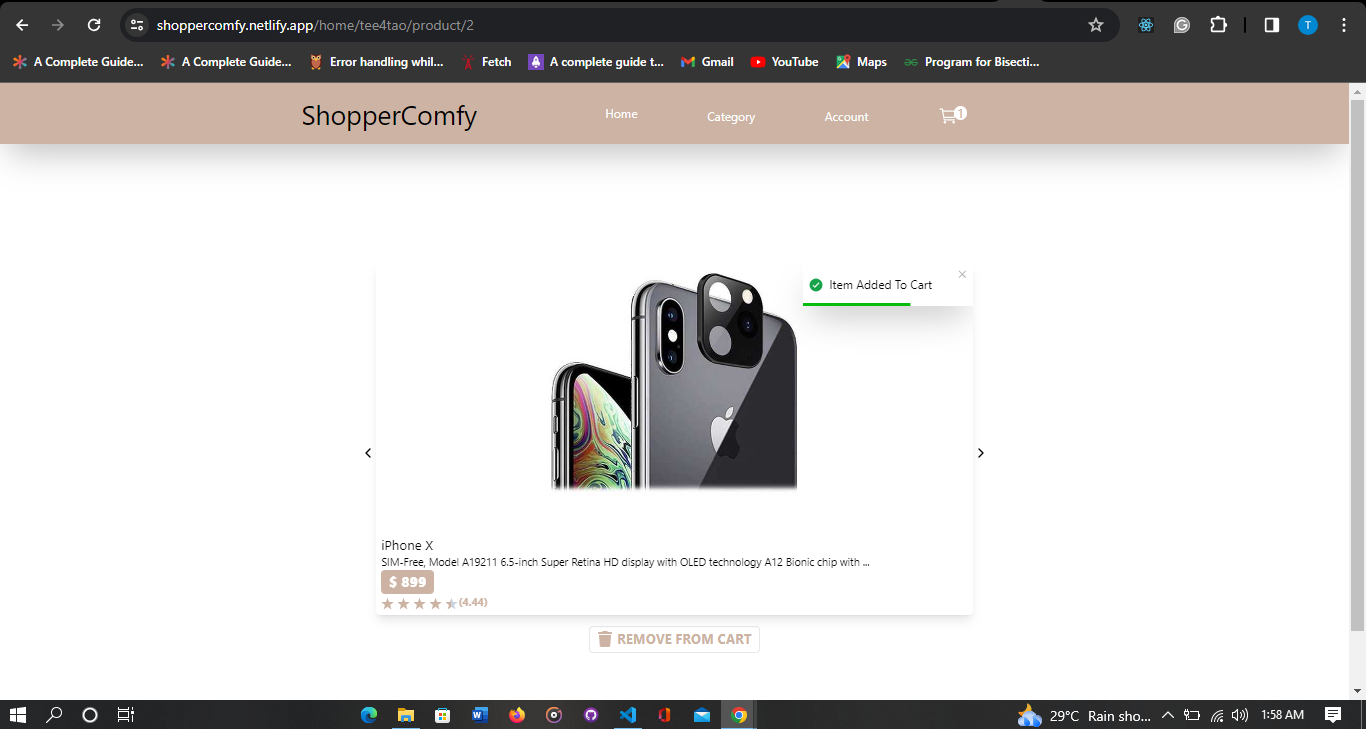 shoppercomfy.netlify.app/home/tee4tao/product/2
T
A Complete Guide...
A Complete Guide...
Error handling whil...
Fetch
A complete guide t...
Gmail
YouTube
Maps
Program for Bisecti...
ShopperComfy
Home
Category
Account
1
Item Added To Cart
iPhone X
SIM-Free, Model A19211 6.5-inch Super Retina HD display with OLED technology A12 Bionic chip with ...
$ 899
(4.44)
REMOVE FROM CART
29°C Rain sho...
1:58 AM